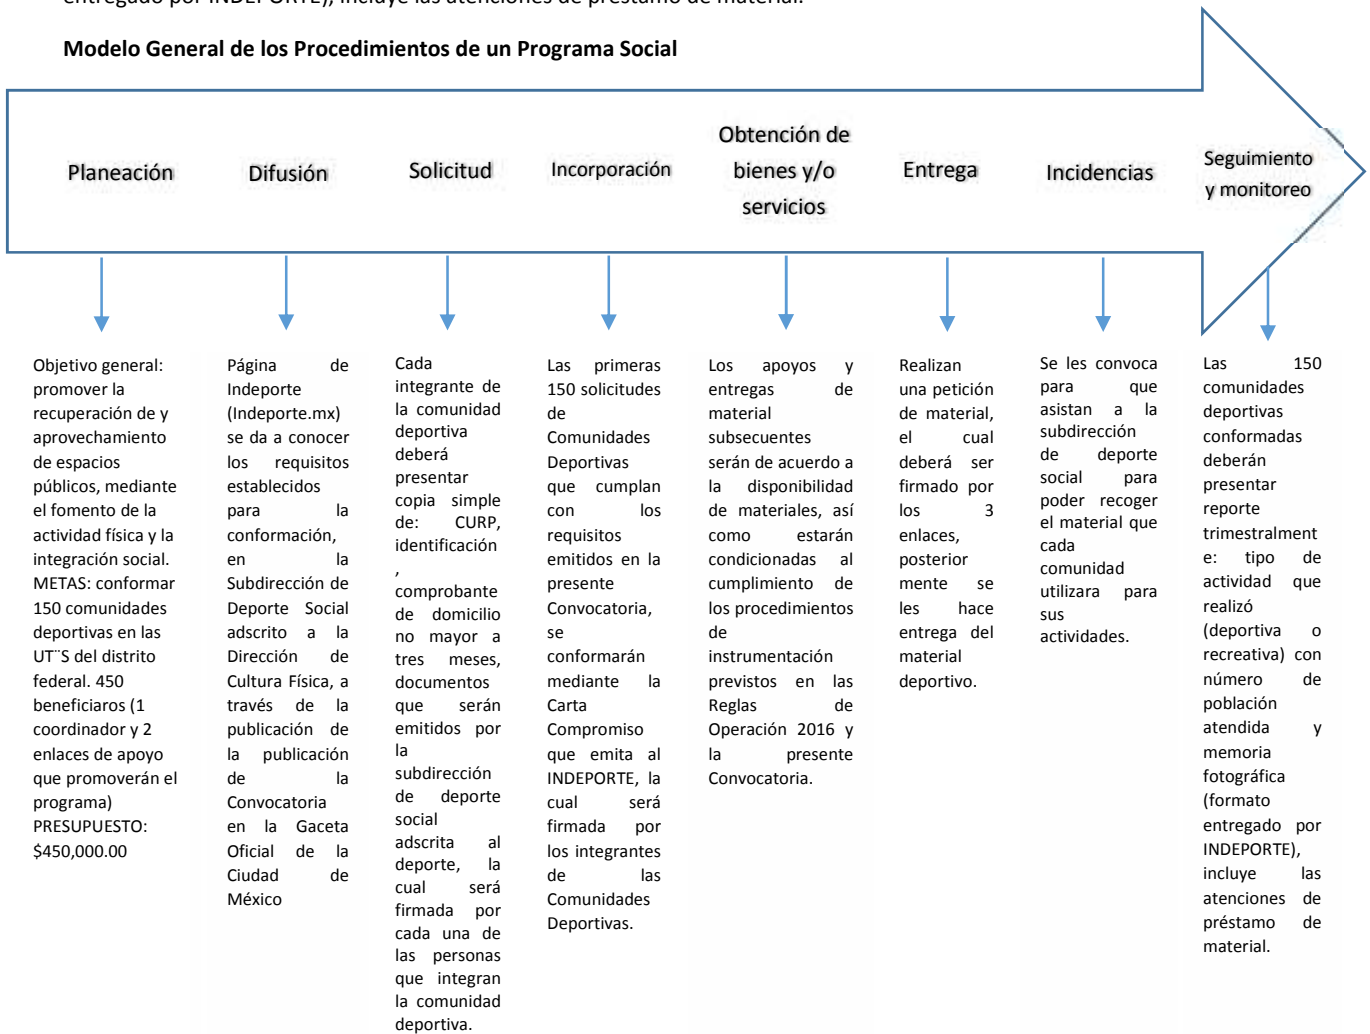 entregado por INDEPORTE), incluye las atenciones de préstamo de material.
Modelo General de los Procedimientos de un Programa Social
Planeación
Difusión
Solicitud
Incorporación
Obtención de
bienes y/o
servicios
Entrega
Incidencias
Seguimiento
y monitoreo
Objetivo general:
promover la
recuperación de y
aprovechamiento
de espacios
públicos, mediante
el fomento de la
actividad física y la
integración social.
METAS: conformar
150 comunidades
deportivas en las
UT¨S del distrito
federal. 450
beneficiaros (1
coordinador y 2
enlaces de apoyo
que promoverán el
programa)
PRESUPUESTO:
$450,000.00
Página de
Indeporte
(Indeporte.mx)
se da a conocer
los requisitos
establecidos
para la
conformación,
en la
Subdirección de
Deporte Social
adscrito a la
Dirección de
Cultura Física, a
través de la
publicación de
la publicación
de la
Convocatoria
en la Gaceta
Oficial de la
Ciudad de
México
Cada
integrante de
la comunidad
deportiva
deberá
presentar
copia simple
de: CURP,
identificación
,
comprobante
de domicilio
no mayor a
tres meses,
documentos
que serán
emitidos por
la
subdirección
de deporte
social
adscrita al
deporte, la
cual será
firmada por
cada una de
las personas
que integran
la comunidad
deportiva.
Las primeras
150 solicitudes
de
Comunidades
Deportivas
que cumplan
con los
requisitos
emitidos en la
presente
Convocatoria,
se
conformarán
mediante la
Carta
Compromiso
que emita al
INDEPORTE, la
cual será
firmada por
los integrantes
de las
Comunidades
Deportivas.
Los apoyos y
entregas de
material
subsecuentes
serán de acuerdo a
la disponibilidad
de materiales, así
como estarán
condicionadas al
cumplimiento de
los procedimientos
de
instrumentación
previstos en las
Reglas de
Operación 2016 y
la presente
Convocatoria.
Realizan
una petición
de material,
el cual
deberá ser
firmado por
los 3
enlaces,
posterior
mente se
les hace
entrega del
material
deportivo.
Se les convoca
para que
asistan a la
subdirección
de deporte
social para
poder recoger
el material que
cada
comunidad
utilizara para
sus
actividades.
Las 150
comunidades
deportivas
conformadas
deberán
presentar
reporte
trimestralment
e: tipo de
actividad que
realizó
(deportiva o
recreativa) con
número de
población
atendida y
memoria
fotográfica
(formato
entregado por
INDEPORTE),
incluye las
atenciones de
préstamo de
material.